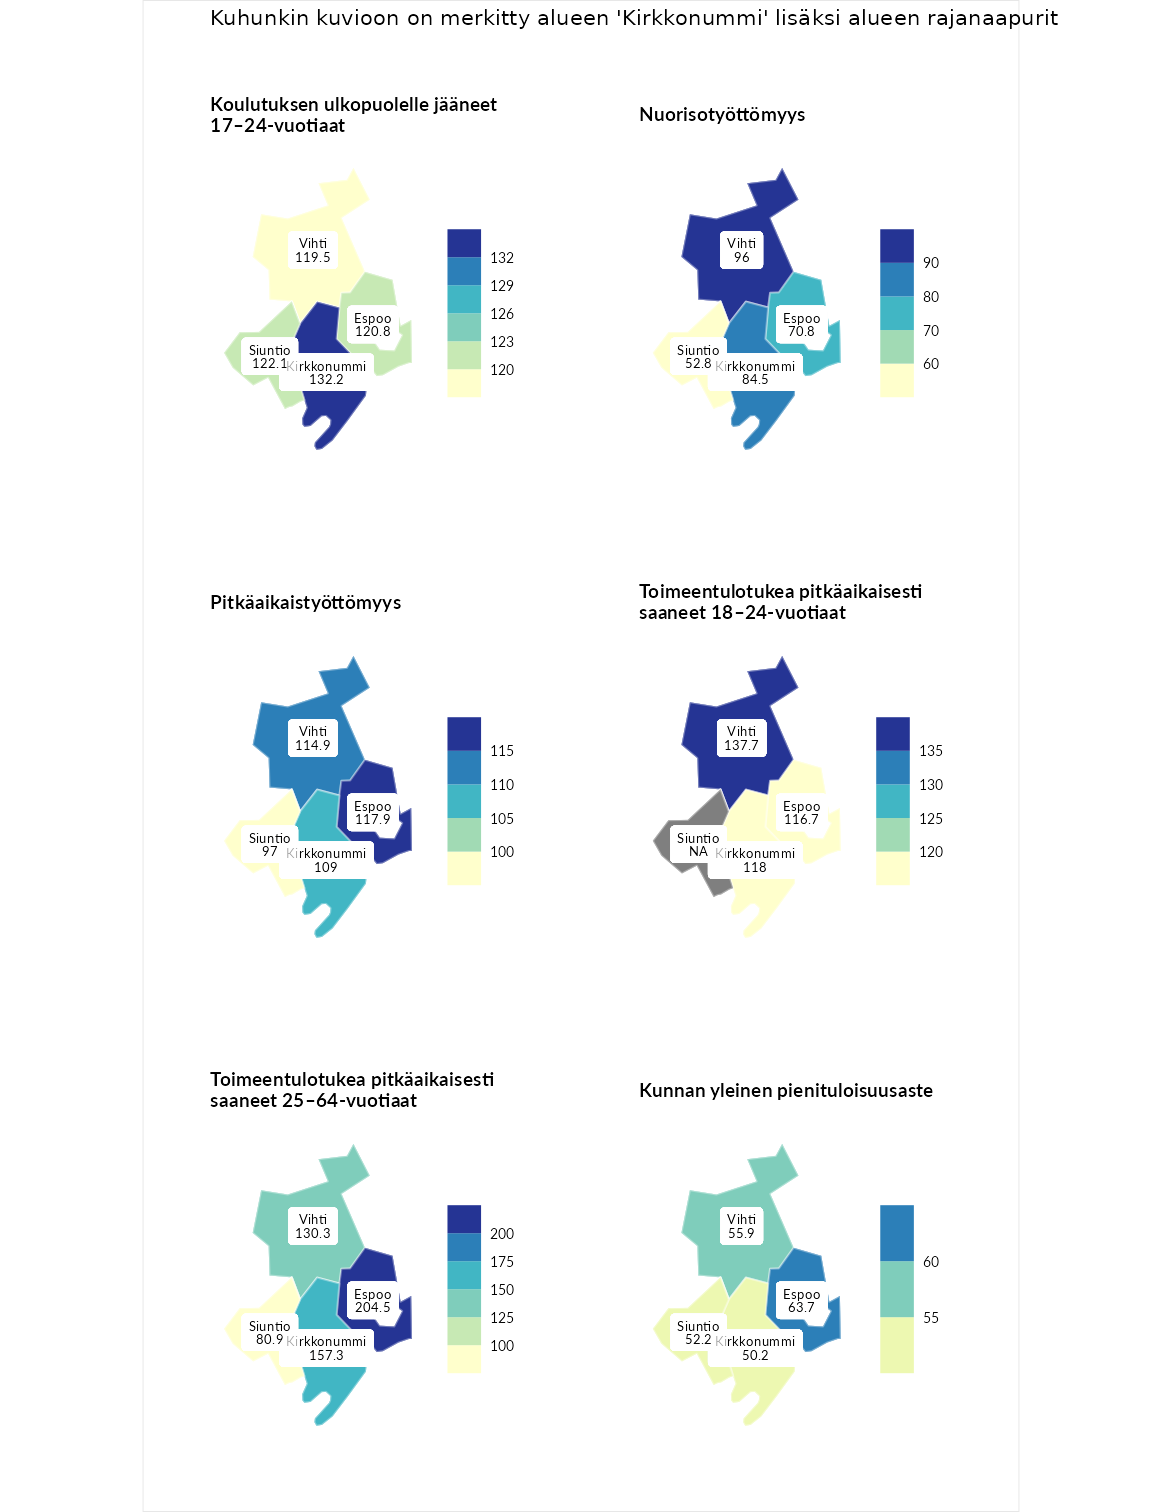 Kuhunkin kuvioon on merkitty alueen 'Kirkkonummi' lisäksi alueen rajanaapurit
Koulutuksen ulkopuolelle jääneet
17–24-vuotiaat
Vihti
119.5
Espoo
120.8
Siuntio
122.1
Kirkkonummi
132.2
132
129
126
123
120
Nuorisotyöttömyys
Vihti
96
Espoo
70.8
Siuntio
52.8
Kirkkonummi
84.5
90
80
70
60
Pitkäaikaistyöttömyys
Vihti
114.9
Espoo
117.9
Siuntio
97
Kirkkonummi
109
115
110
105
100
Toimeentulotukea pitkäaikaisesti
saaneet 18–24-vuotiaat
Vihti
137.7
Espoo
116.7
Siuntio
NA
Kirkkonummi
118
135
130
125
120
Toimeentulotukea pitkäaikaisesti
saaneet 25–64-vuotiaat
Vihti
130.3
Espoo
204.5
Siuntio
80.9
Kirkkonummi
157.3
200
175
150
125
100
Kunnan yleinen pienituloisuusaste
Vihti
55.9
Espoo
63.7
Siuntio
52.2
Kirkkonummi
50.2
60
55